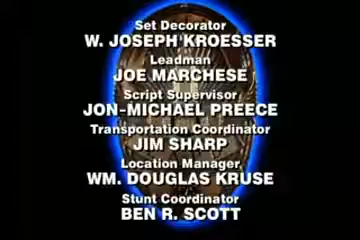 Set Decorator
W. JOSEPH KROESSER
Leadman
JOE MARCHESE
Script Supervisor
JON-MICHAEL PREECE
Transportation Coordinator
JIM SHARP
Location Manager
WM. DOUGLAS KRUSE
Stunt Coordinator
BEN R. SCOTT